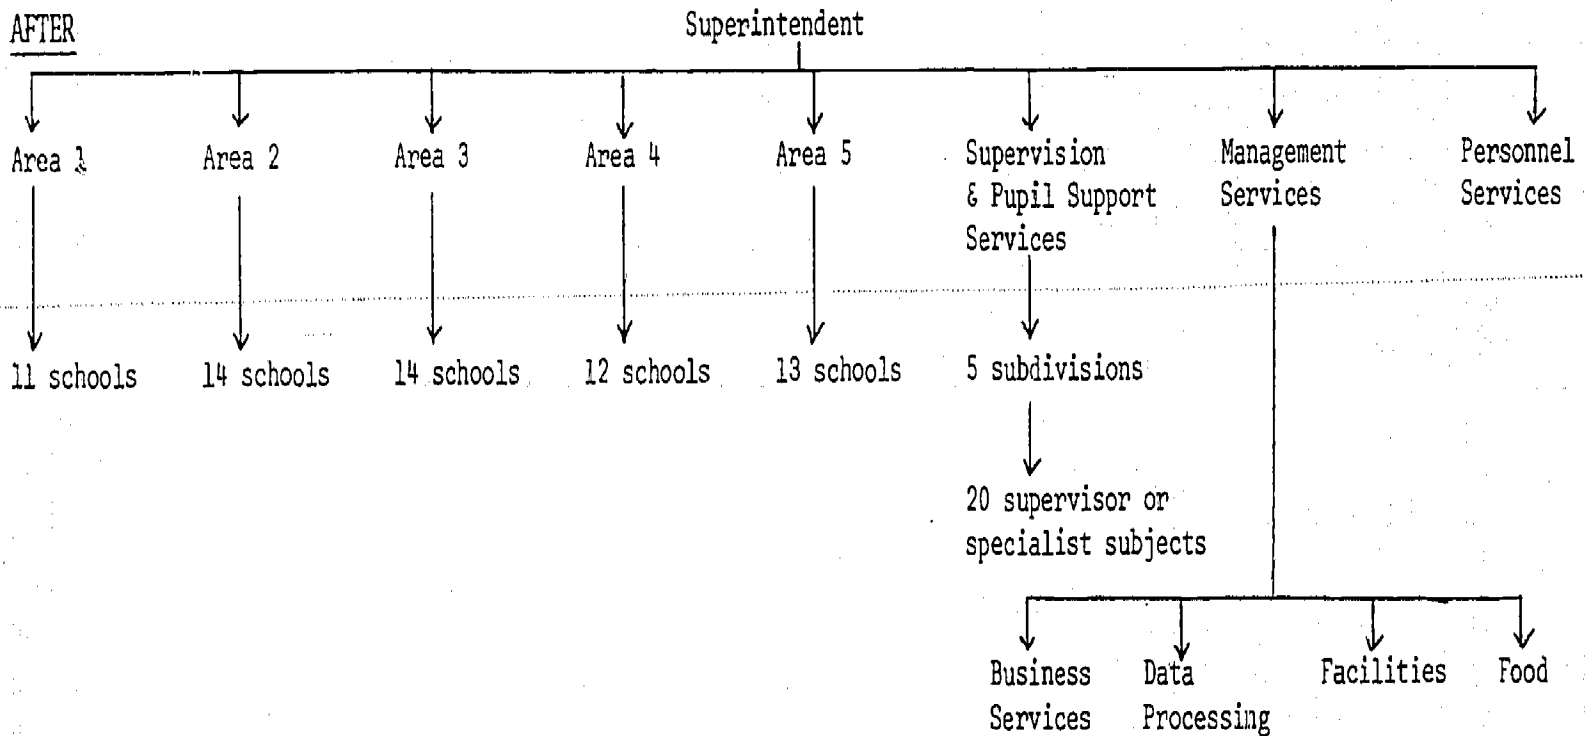 AFTER
Superintendent
Area 1
Area 2
Area 3
Area 4
Area 5
Supervision
& Pupil Support
Services
Management
Services
Personnel
Services
11 schools
14 schools
14 schools
12 schools
13 schools
5 subdivisions
20 supervisor or
specialist subjects
Business
Services
Data
Processing
Facilities
Food